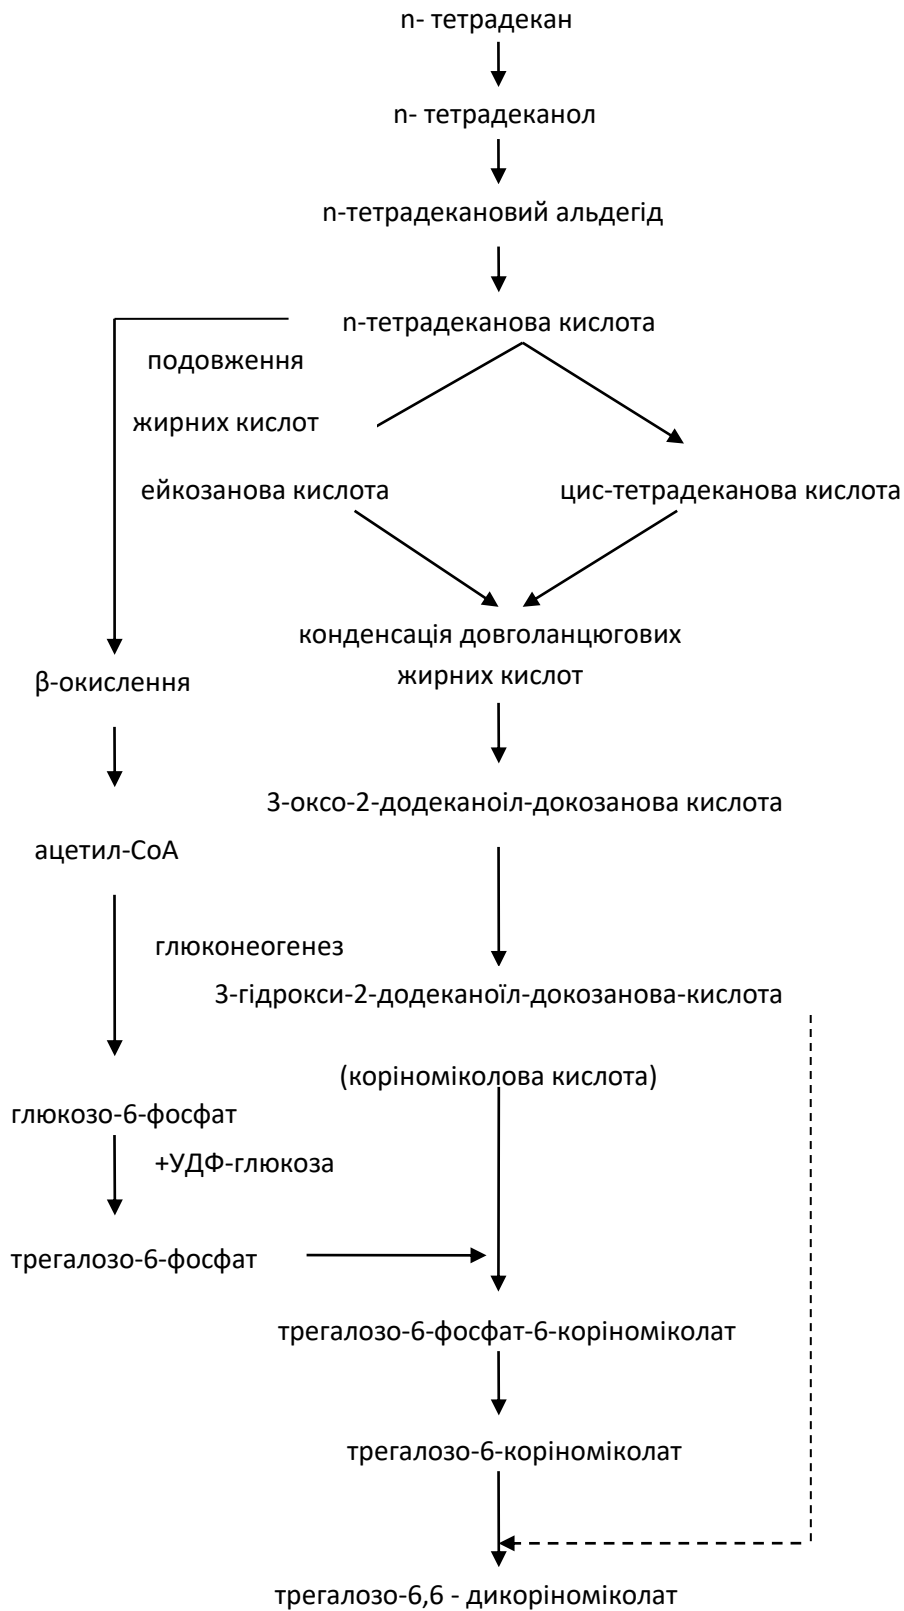 n- тетрадекан
n- тетрадеканол
n-тетрадекановий альдегід
n-тетрадеканова кислота
подовження
жирних кислот
ейкозанова кислота
цис-тетрадеканова кислота
конденсація довголанцюгових
жирних кислот
β-окислення
3-оксо-2-додеканоіл-докозанова кислота
ацетил-СоА
глюконеогенез
3-гідрокси-2-додеканоїл-докозанова-кислота
(коріноміколова кислота)
глюкозо-6-фосфат
+УДФ-глюкоза
трегалозо-6-фосфат
трегалозо-6-фосфат-6-коріноміколат
трегалозо-6-коріноміколат
трегалозо-6,6 - дикоріноміколат